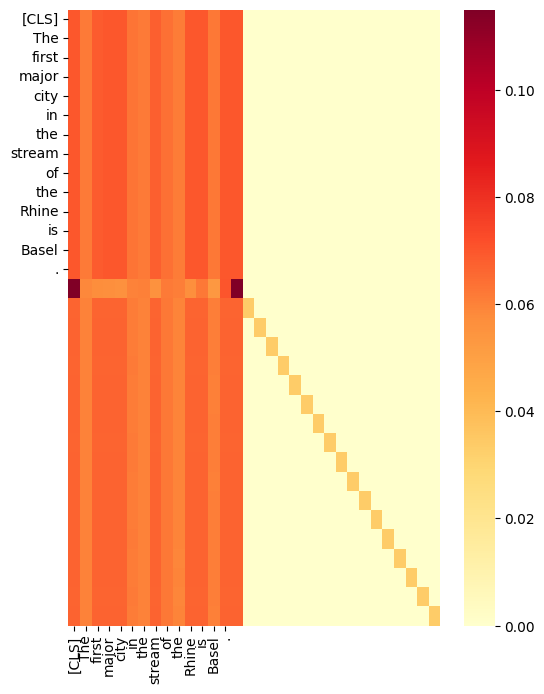 [CLS]
The
first
major
city
in
the
stream
of
the
Rhine
is
Basel
.
0.10
0.08
0.06
0.04
0.02
0.00
[CLS]
The
first
major
city
in
the
stream
of
the
Rhine
is
Basel
.